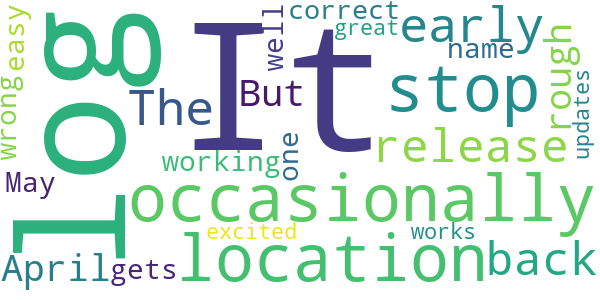 log
It
early
correct
great
well
name
rough
easy
wrong
The
But
stop
updates
release
working
one
May
occasionally
excited
works
April
gets
location
back